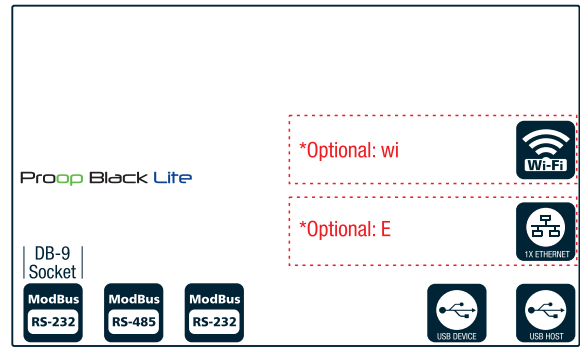 *Optional: wi
Wi-Fi
Proop Black Lite
*Optional: E
1X ETHERNET
DB-9
Socket
ModBus
RS-232
ModBus
RS-485
ModBus
RS-232
USB DEVICE
USB HOST